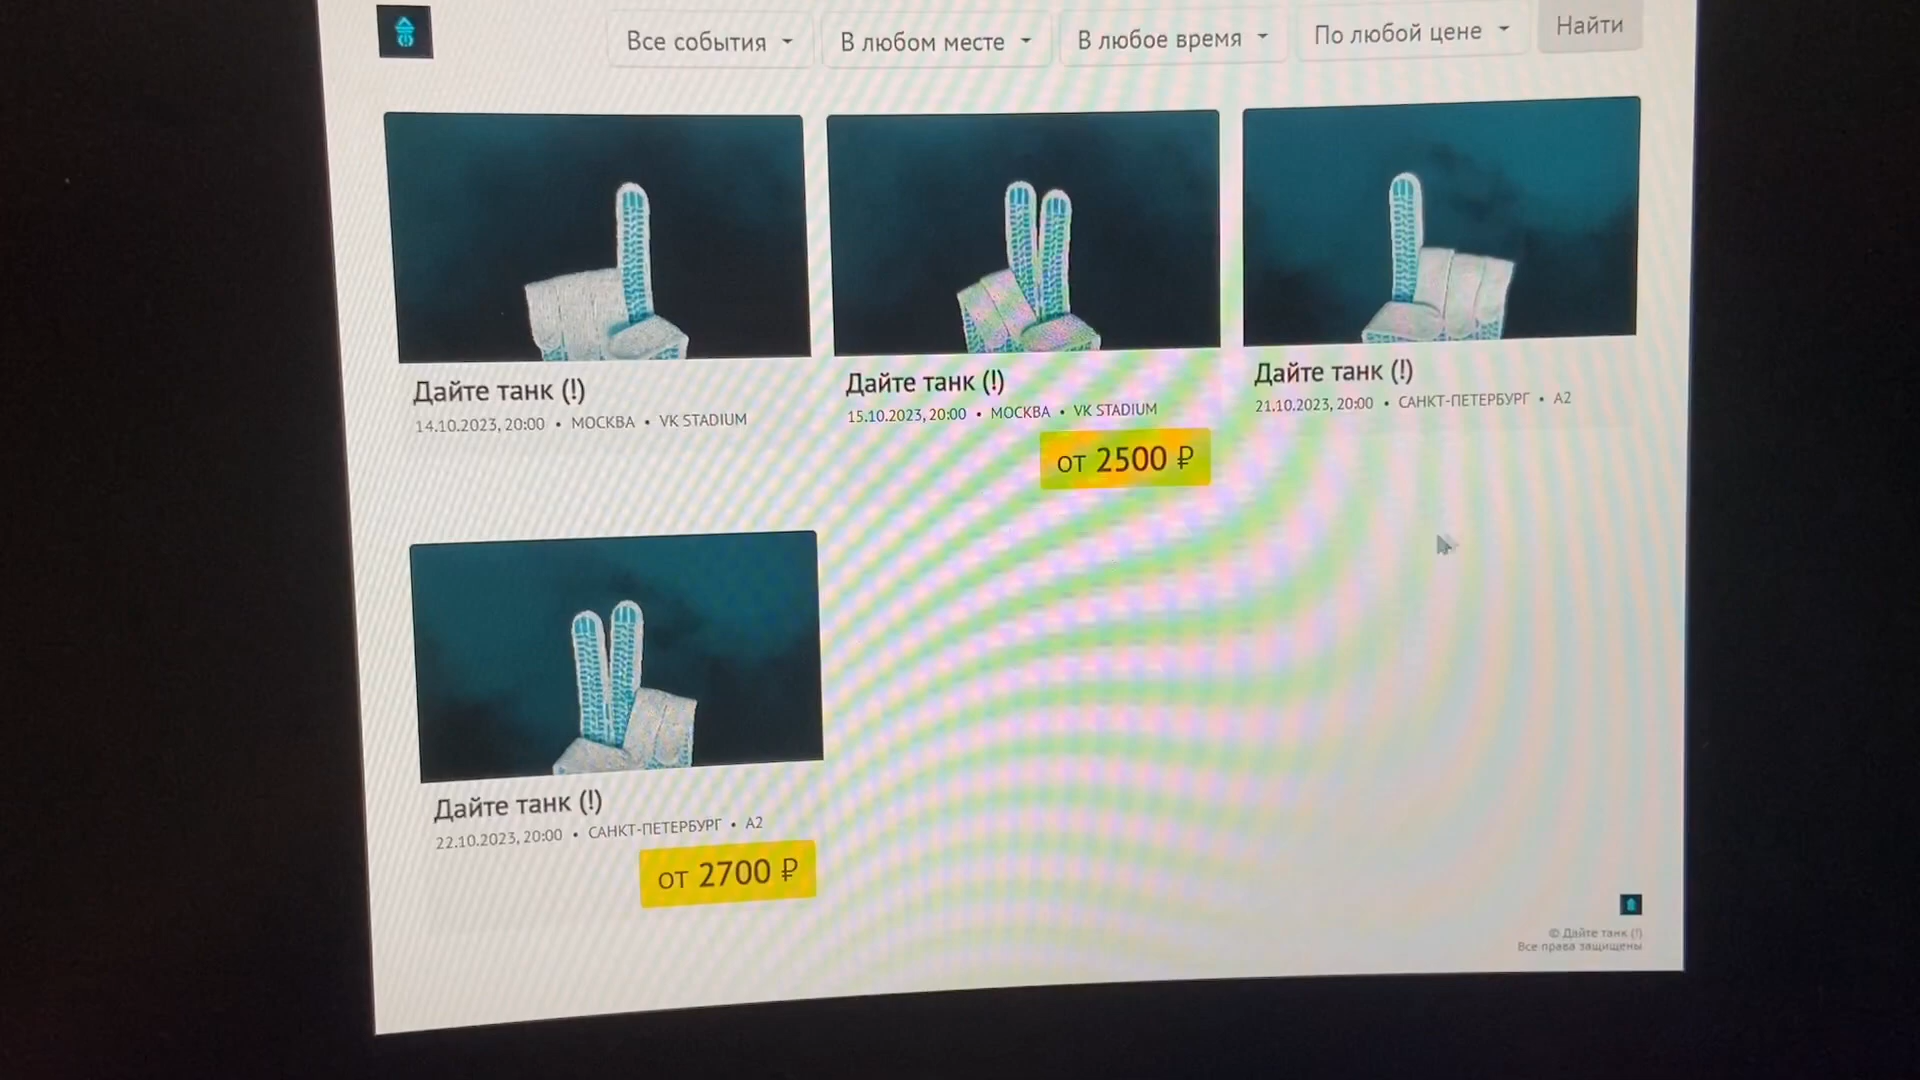 Все события
В любом месте
В любое время
По любой цене
Найти
Дайте танк (!)
14.10.2023, 20:00 • МОСКВА • VK STADIUM
Дайте танк (!)
15.10.2023, 20:00 • МОСКВА • VK STADIUM
от 2500 ₽
Дайте танк (!)
21.10.2023, 20:00 • САНКТ-ПЕТЕРБУРГ • А2
Дайте танк (!)
22.10.2023, 20:00 • САНКТ-ПЕТЕРБУРГ • А2
от 2700 ₽
© Дайте танк (!)
Все права защищены